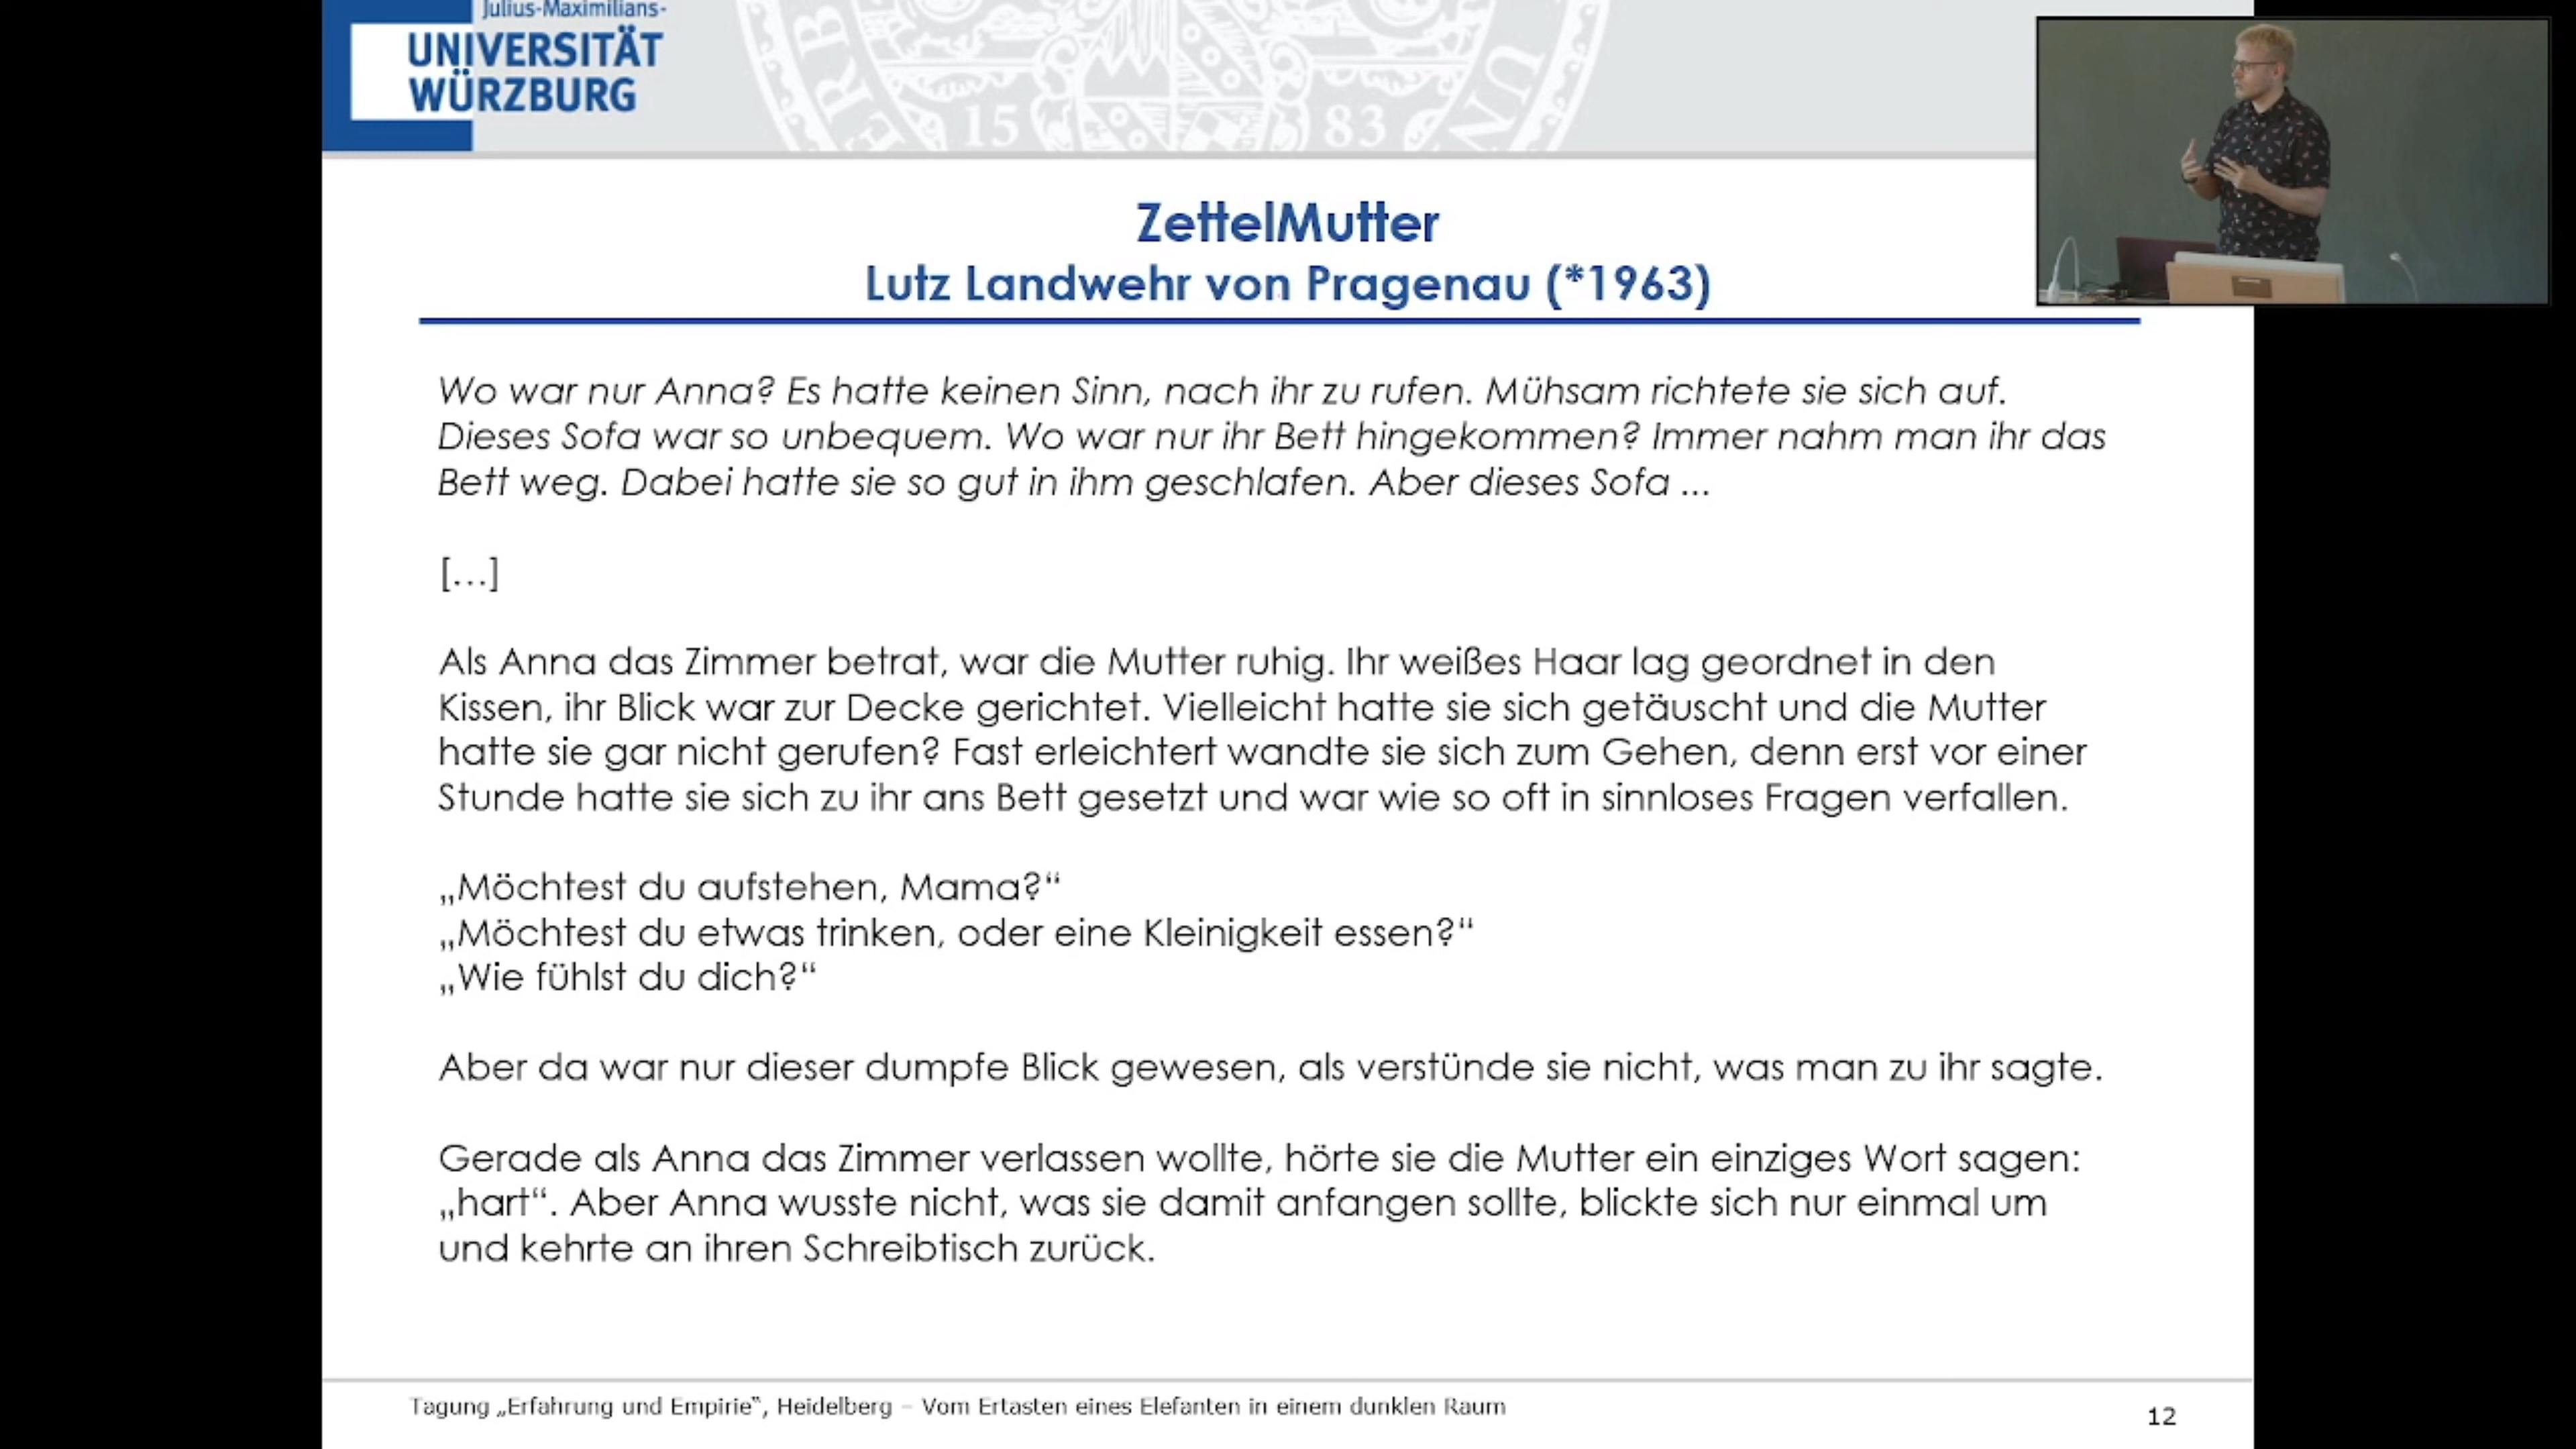 Julius-Maximilians-
UNIVERSITÄT
WÜRZBURG
ERB
15
83
UN
ZettelMutter
Lutz Landwehr von Pragenau (*1963)
Wo war nur Anna? Es hatte keinen Sinn, nach ihr zu rufen. Mühsam richtete sie sich auf.
Dieses Sofa war so unbequem. Wo war nur ihr Bett hingekommen? Immer nahm man ihr das
Bett weg. Dabei hatte sie so gut in ihm geschlafen. Aber dieses Sofa ...
[…]
Als Anna das Zimmer betrat, war die Mutter ruhig. Ihr weißes Haar lag geordnet in den
Kissen, ihr Blick war zur Decke gerichtet. Vielleicht hatte sie sich getäuscht und die Mutter
hatte sie gar nicht gerufen? Fast erleichtert wandte sie sich zum Gehen, denn erst vor einer
Stunde hatte sie sich zu ihr ans Bett gesetzt und war wie so oft in sinnloses Fragen verfallen.
„Möchtest du aufstehen, Mama?“
„Möchtest du etwas trinken, oder eine Kleinigkeit essen?“
„Wie fühlst du dich?“
Aber da war nur dieser dumpfe Blick gewesen, als verstünde sie nicht, was man zu ihr sagte.
Gerade als Anna das Zimmer verlassen wollte, hörte sie die Mutter ein einziges Wort sagen:
„hart“. Aber Anna wusste nicht, was sie damit anfangen sollte, blickte sich nur einmal um
und kehrte an ihren Schreibtisch zurück.
Tagung „Erfahrung und Empirie“, Heidelberg – Vom Ertasten eines Elefanten in einem dunklen Raum
12